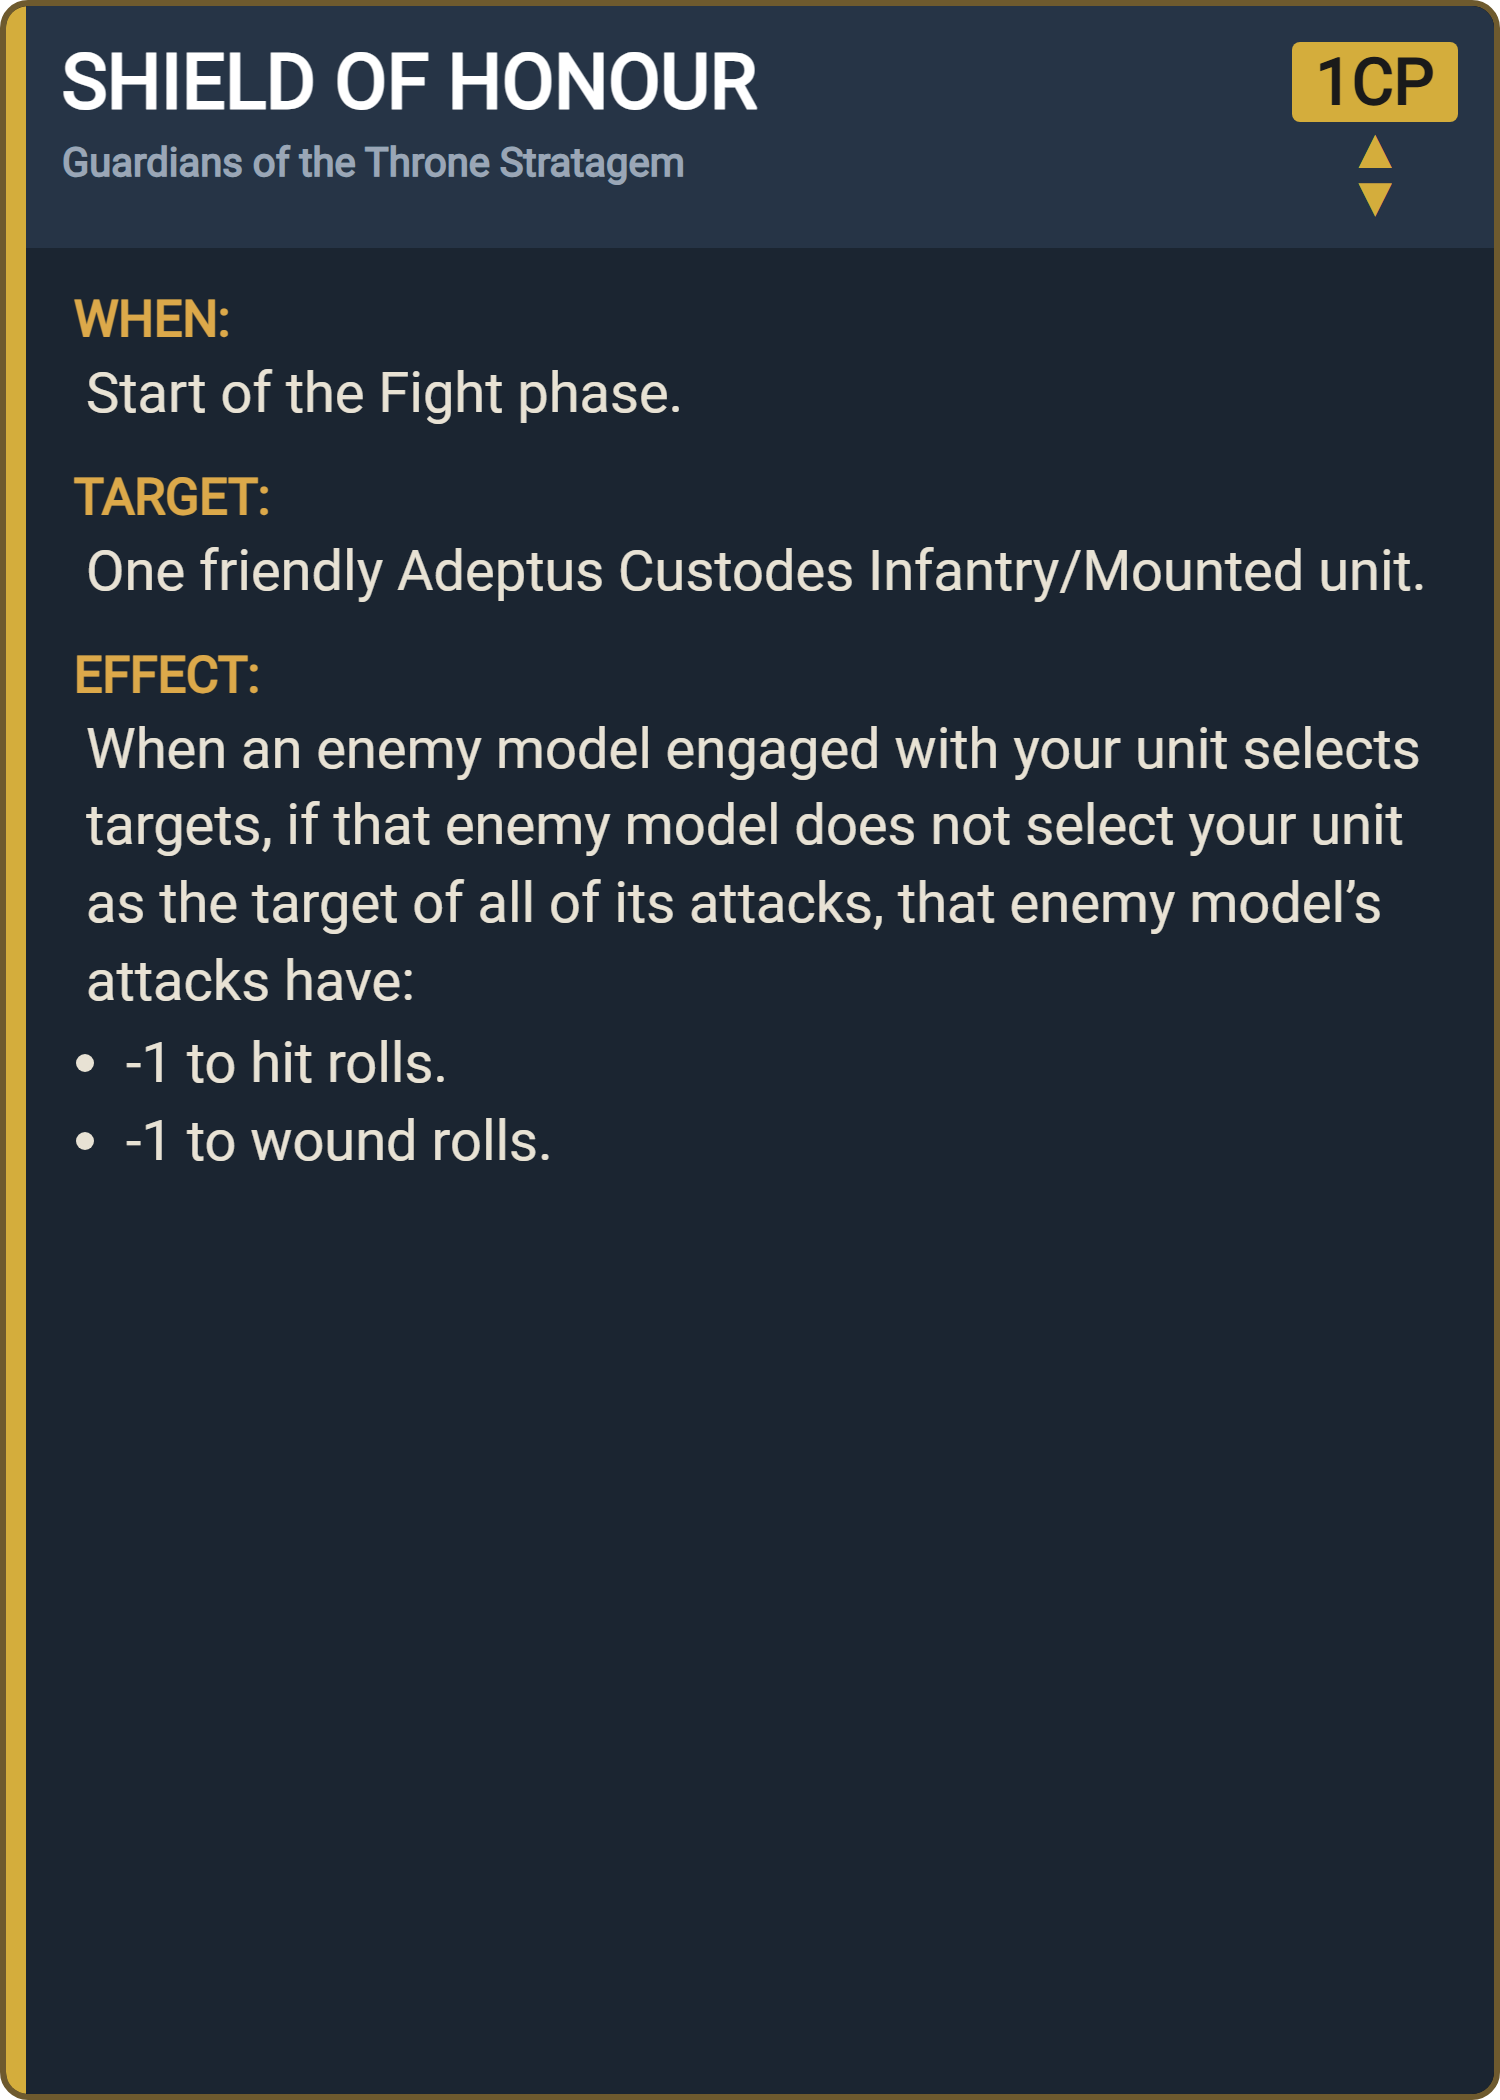 SHIELD OF HONOUR
1CP
Guardians of the Throne Stratagem
▲
▼
WHEN:
Start of the Fight phase.
TARGET:
One friendly Adeptus Custodes Infantry/Mounted unit.
EFFECT:
When an enemy model engaged with your unit selects
targets, if that enemy model does not select your unit
as the target of all of its attacks, that enemy model’s
attacks have:
• -1 to hit rolls.
• -1 to wound rolls.